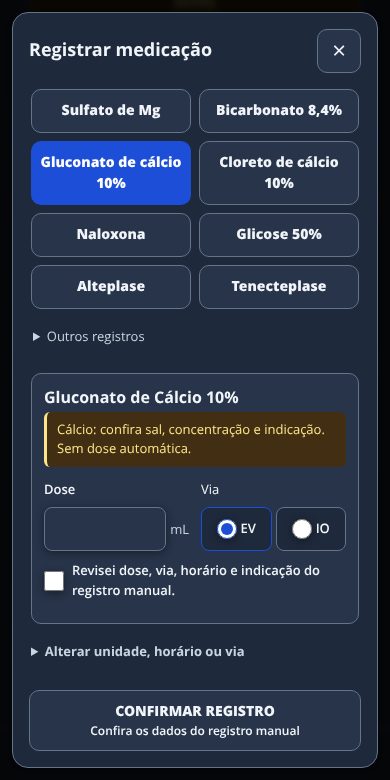 Registrar medicação
×
Sulfato de Mg
Bicarbonato 8,4%
Gluconato de cálcio
10%
Cloreto de cálcio
10%
Naloxona
Glicose 50%
Alteplase
Tenecteplase
▶ Outros registros
Gluconato de Cálcio 10%
Cálcio: confira sal, concentração e indicação.
Sem dose automática.
Dose
Via
mL
EV
IO
Revisei dose, via, horário e indicação do
registro manual.
▶ Alterar unidade, horário ou via
CONFIRMAR REGISTRO
Confira os dados do registro manual